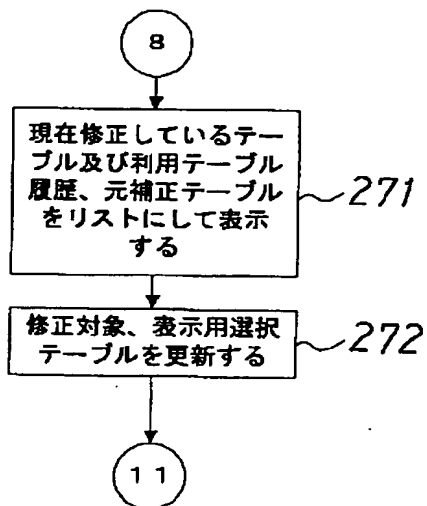 ８
現在修正しているテー
ブル及び利用テーブル
履歴、元補正テーブル
をリストにして表示
する
271
修正対象、表示用選択
テーブルを更新する
272
１１